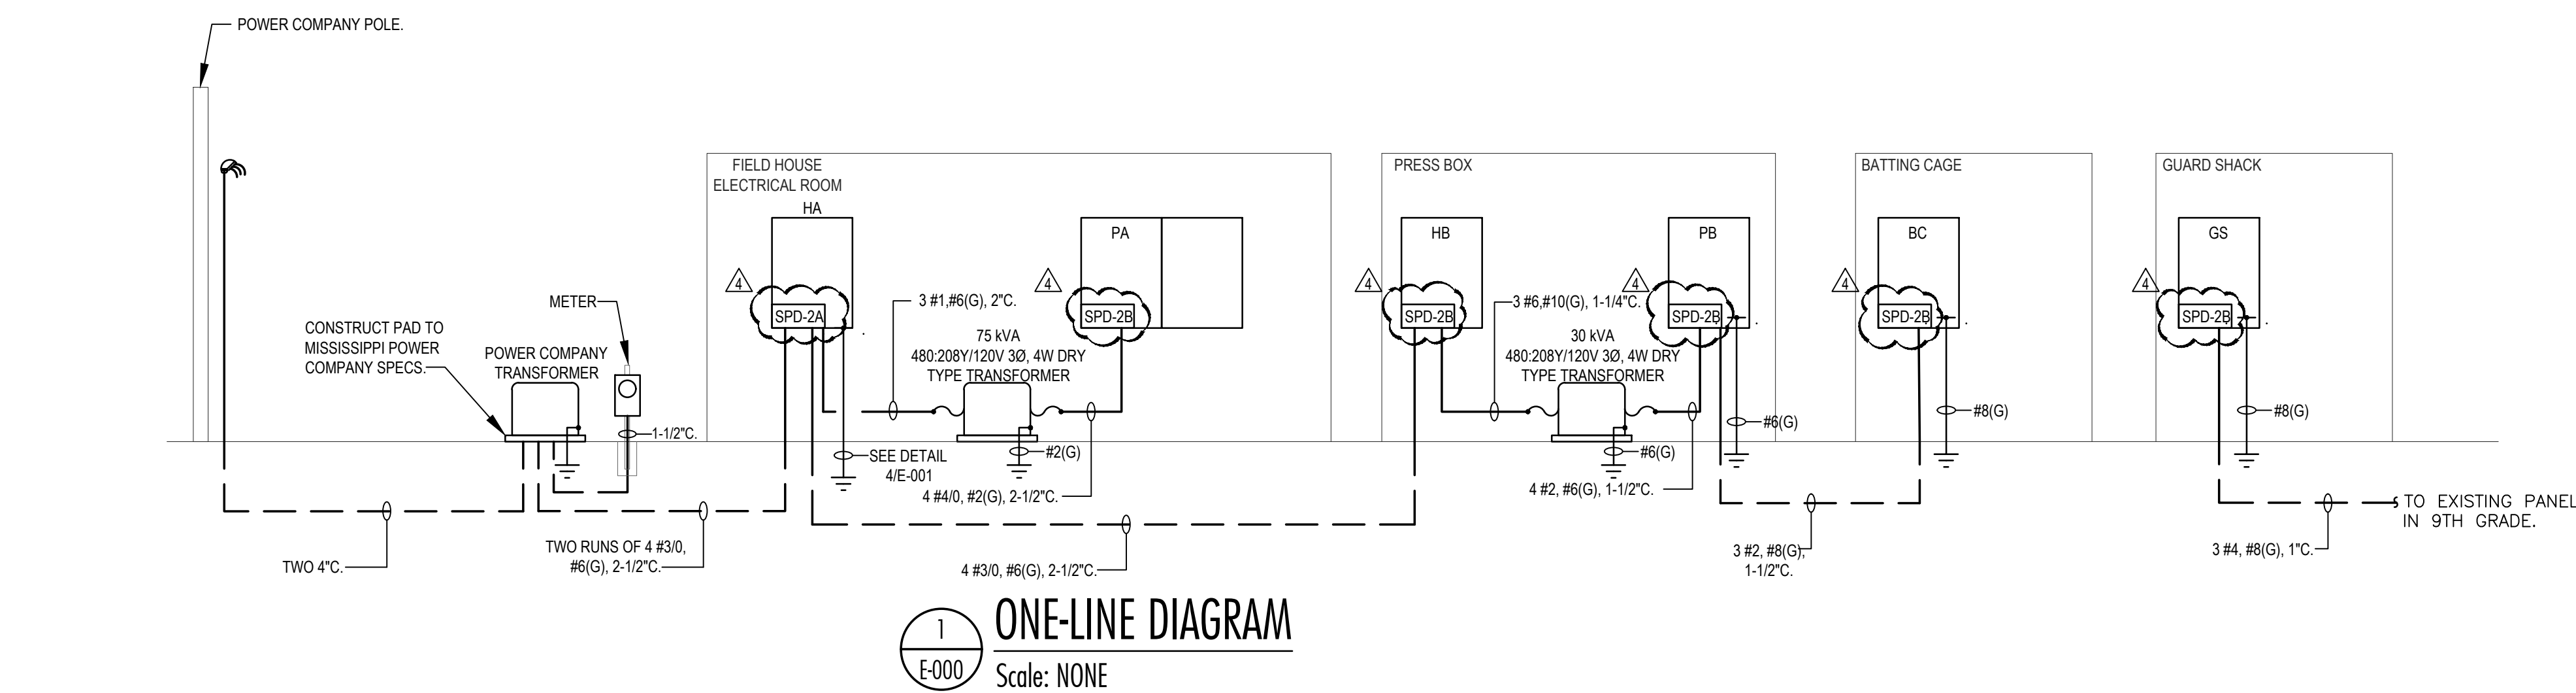 POWER COMPANY POLE.
FIELD HOUSE
ELECTRICAL ROOM
HA
PA
4
SPD-2A
4
SPD-2B
3 #1,#6(G), 2"C.
75 kVA
480:208Y/120V 3Ø, 4W DRY
TYPE TRANSFORMER
METER
CONSTRUCT PAD TO
MISSISSIPPI POWER
COMPANY SPECS.
POWER COMPANY
TRANSFORMER
1-1/2"C.
SEE DETAIL
4/E-001
#2(G)
4 #4/0, #2(G), 2-1/2"C.
TWO 4"C.
TWO RUNS OF 4 #3/0,
#6(G), 2-1/2"C.
4 #3/0, #6(G), 2-1/2"C.
PRESS BOX
HB
PB
4
SPD-2B
4
SPD-2B
3 #6,#10(G), 1-1/4"C.
30 kVA
480:208Y/120V 3Ø, 4W DRY
TYPE TRANSFORMER
#6(G)
#6(G)
4 #2, #6(G), 1-1/2"C.
BATTING CAGE
BC
4
SPD-2B
#8(G)
3 #2, #8(G),
1-1/2"C.
GUARD SHACK
GS
4
SPD-2B
#8(G)
3 #4, #8(G), 1"C.
TO EXISTING PANEL
IN 9TH GRADE.
1
E-000
ONE-LINE DIAGRAM
Scale: NONE